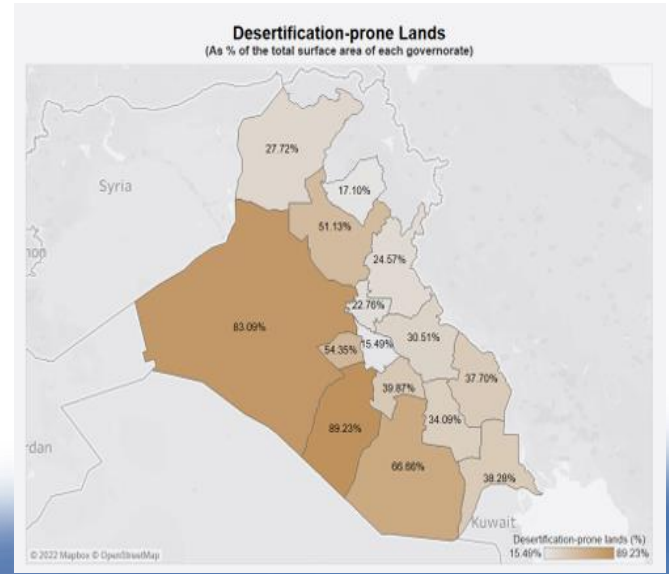 Desertification-prone Lands
(As % of the total surface area of each governorate)
27.72%
Syria
17.10%
51.13%
non
24.57%
22.76%
83.09%
30.51%
15.49%
54.35%
37.70%
39.87%
34.09%
89.23%
rdan
66.66%
38.28%
Kuwait
Desertification-prone lands (%)
© 2022 Mapbox © OpenStreetMap
15.49% 89.23%